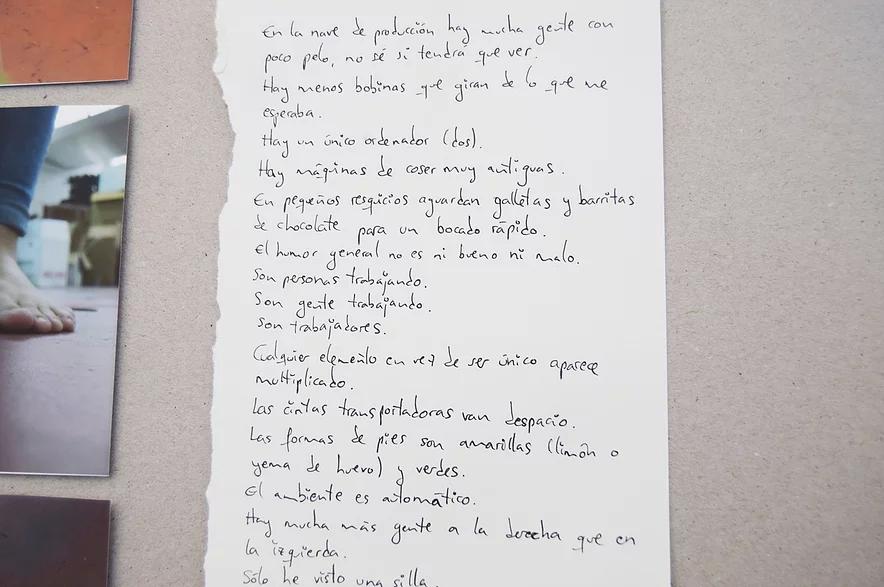 En la nave de producción hay mucha gente con
poco pelo, no sé si tendrá que ver.
Hay menos bobinas que giran de lo que me
esperaba.
Hay un único ordenador (dos).
Hay máquinas de coser muy antiguas.
En pequeños resquicios aguardan galletas y barritas
de chocolate para un bocado rápido.
El humor general no es ni bueno ni malo.
Son personas trabajando.
Son gente trabajando.
Son trabajadores.
Cualquier elemento en vez de ser único aparece
multiplicado.
Las cintas transportadoras van despacio.
Las formas de pies son amarillas (limón o
yema de huevo) y verdes.
El ambiente es automático.
Hay mucha más gente a la derecha que en
la izquierda.
Sólo he visto una silla.